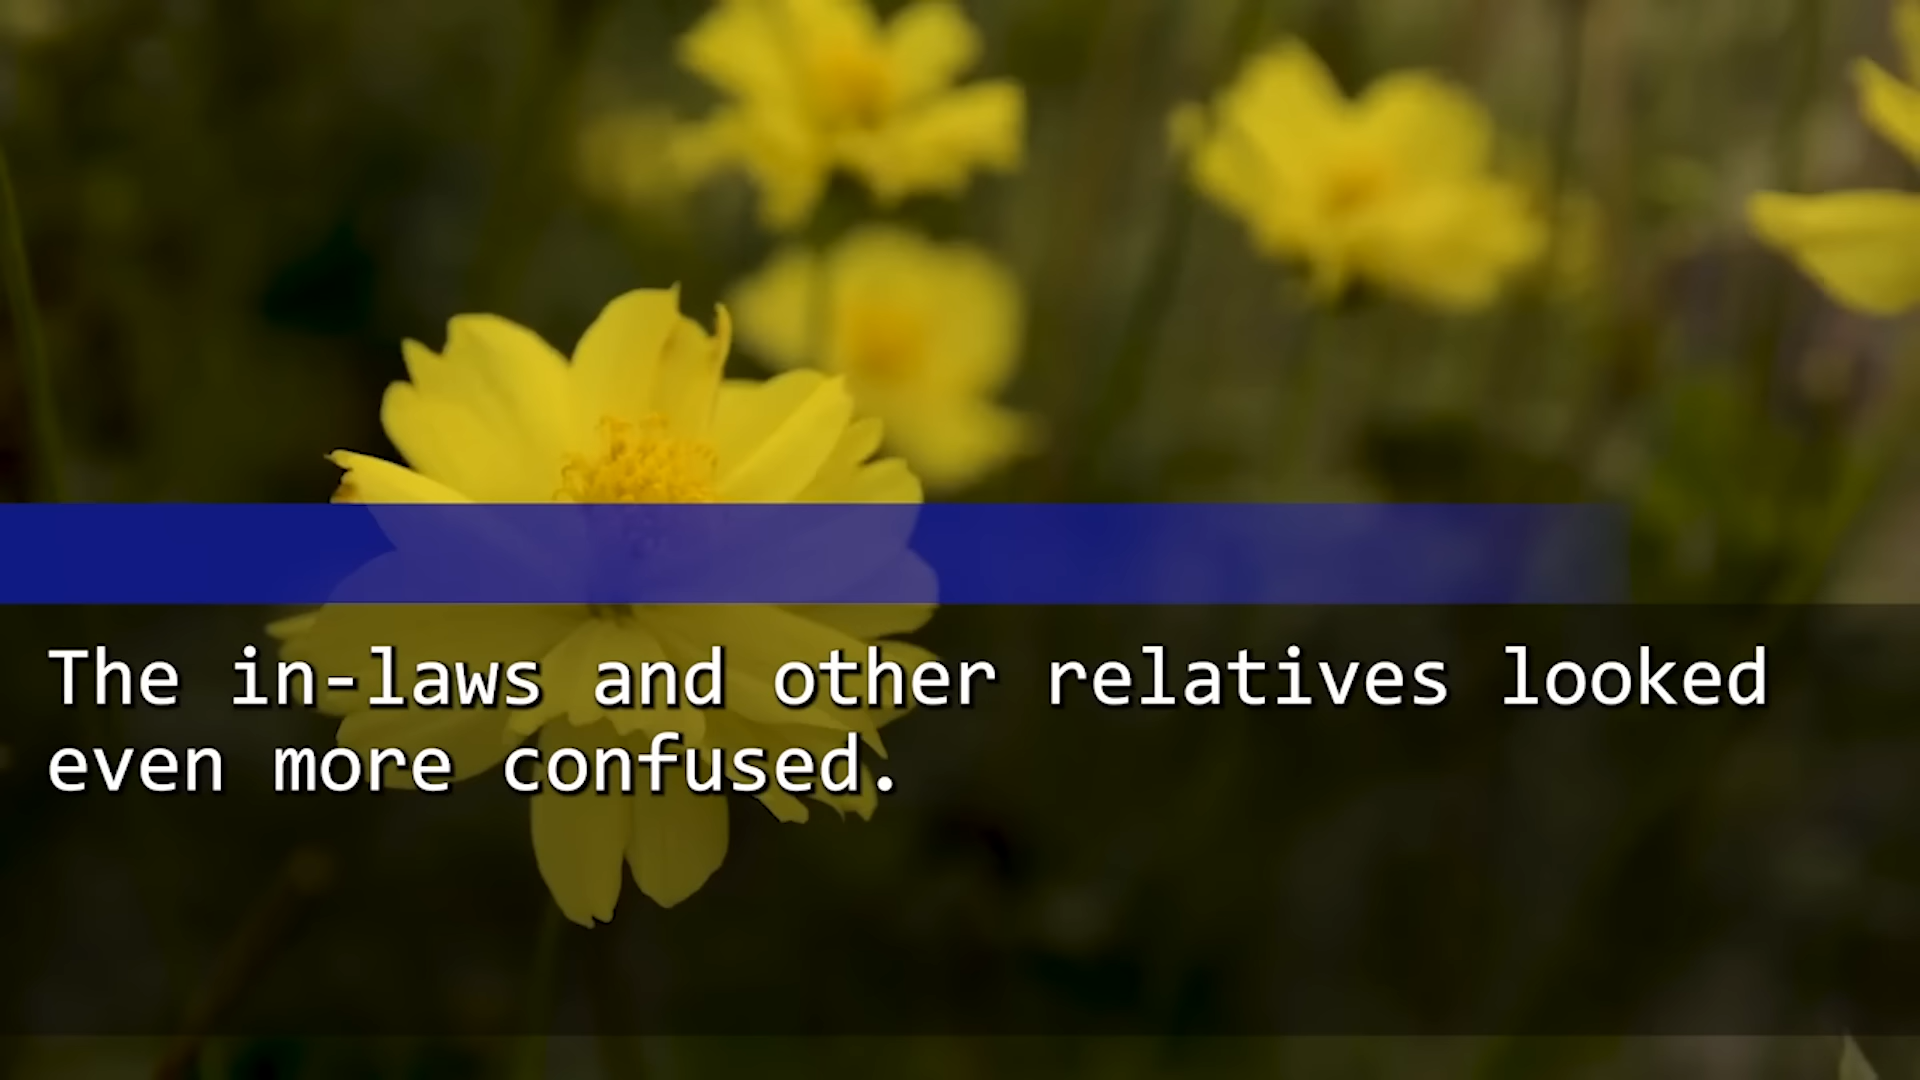 The in-laws and other relatives looked
even more confused.